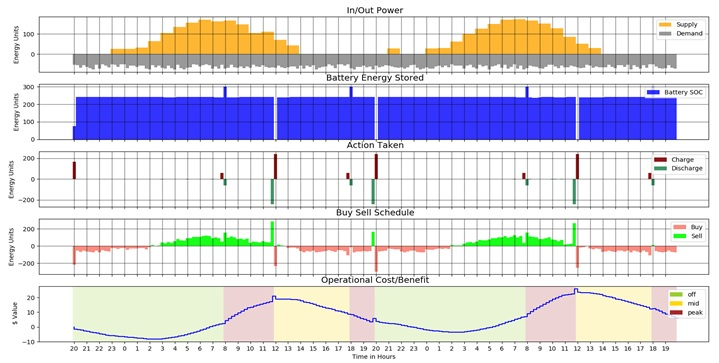 In/Out Power
Energy Units
100
0
Supply
Demand
Battery Energy Stored
Energy Units
300
200
100
0
Battery SOC
Action Taken
Energy Units
200
0
−200
Charge
Discharge
Buy Sell Schedule
Energy Units
200
0
−200
Buy
Sell
Operational Cost/Benefit
$ Value
20
10
0
−10
off
mid
peak
20 21 22 23 0 1 2 3 4 5 6 7 8 9 10 11 12 13 14 15 16 17 18 19 20 21 22 23 0 1 2 3 4 5 6 7 8 9 10 11 12 13 14 15 16 17 18 19
Time in Hours